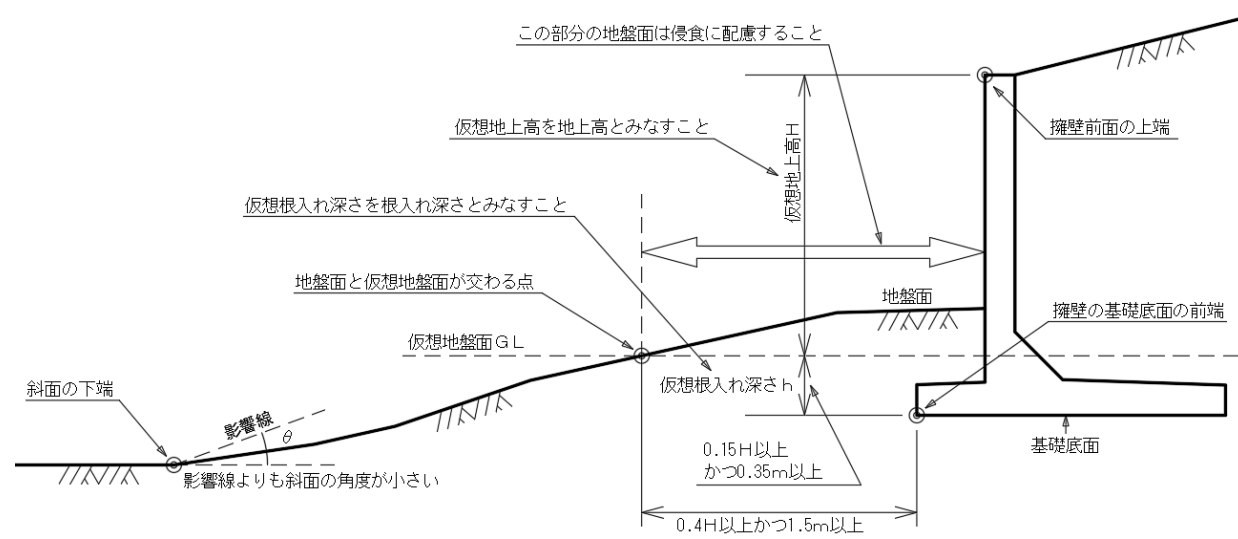 この部分の地盤面は侵食に配慮すること
仮想地上高を地上高とみなすこと
仮想地上高H
擁壁前面の上端
仮想根入れ深さを根入れ深さとみなすこと
地盤面と仮想地盤面が交わる点
地盤面
擁壁の基礎底面の前端
仮想地盤面GL
仮想根入れ深さh
斜面の下端
影響線
θ
影響線よりも斜面の角度が小さい
0.15H以上
かつ0.35m以上
基礎底面
0.4H以上かつ1.5m以上